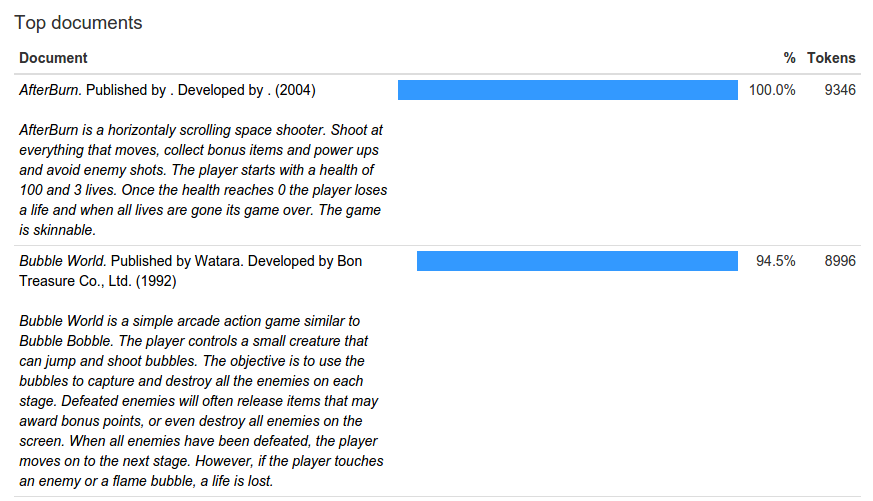 Top documents
Document % Tokens
AfterBurn. Published by . Developed by . (2004) 100.0% 9346
AfterBurn is a horizontaly scrolling space shooter. Shoot at
everything that moves, collect bonus items and power ups
and avoid enemy shots. The player starts with a health of
100 and 3 lives. Once the health reaches 0 the player loses
a life and when all lives are gone its game over. The game
is skinnable.
Bubble World. Published by Watara. Developed by Bon 94.5% 8996
Treasure Co., Ltd. (1992)
Bubble World is a simple arcade action game similar to
Bubble Bobble. The player controls a small creature that
can jump and shoot bubbles. The objective is to use the
bubbles to capture and destroy all the enemies on each
stage. Defeated enemies will often release items that may
award bonus points, or even destroy all enemies on the
screen. When all enemies have been defeated, the player
moves on to the next stage. However, if the player touches
an enemy or a flame bubble, a life is lost.